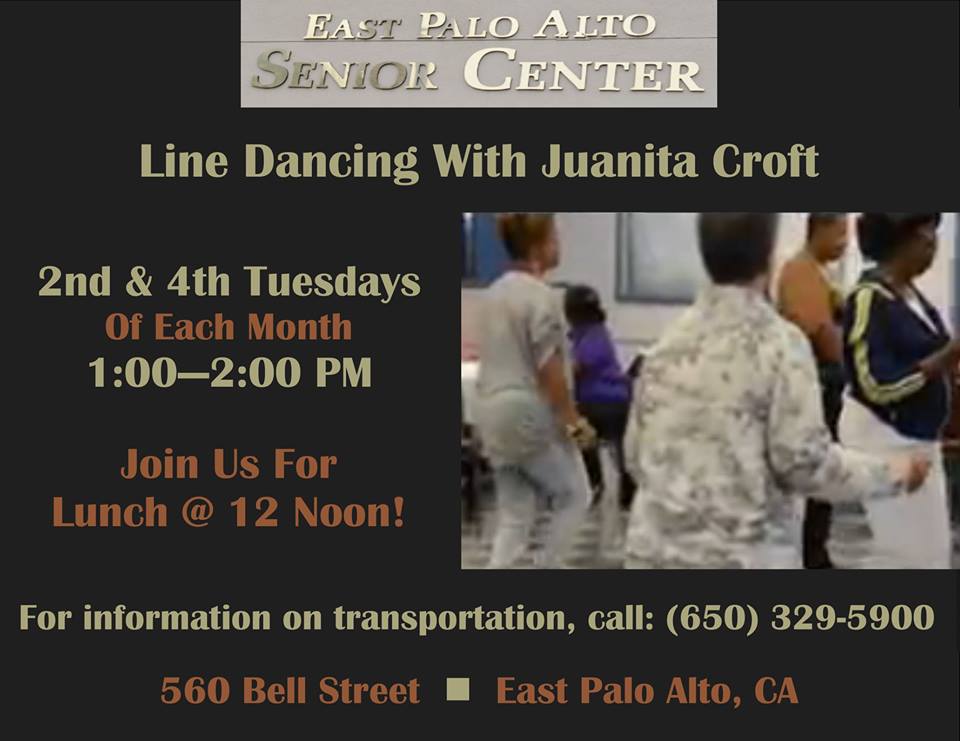 East Palo Alto
Senior Center
Line Dancing With Juanita Croft
2nd & 4th Tuesdays
Of Each Month
1:00—2:00 PM
Join Us For
Lunch @ 12 Noon!
For information on transportation, call: (650) 329-5900
560 Bell Street ■ East Palo Alto, CA